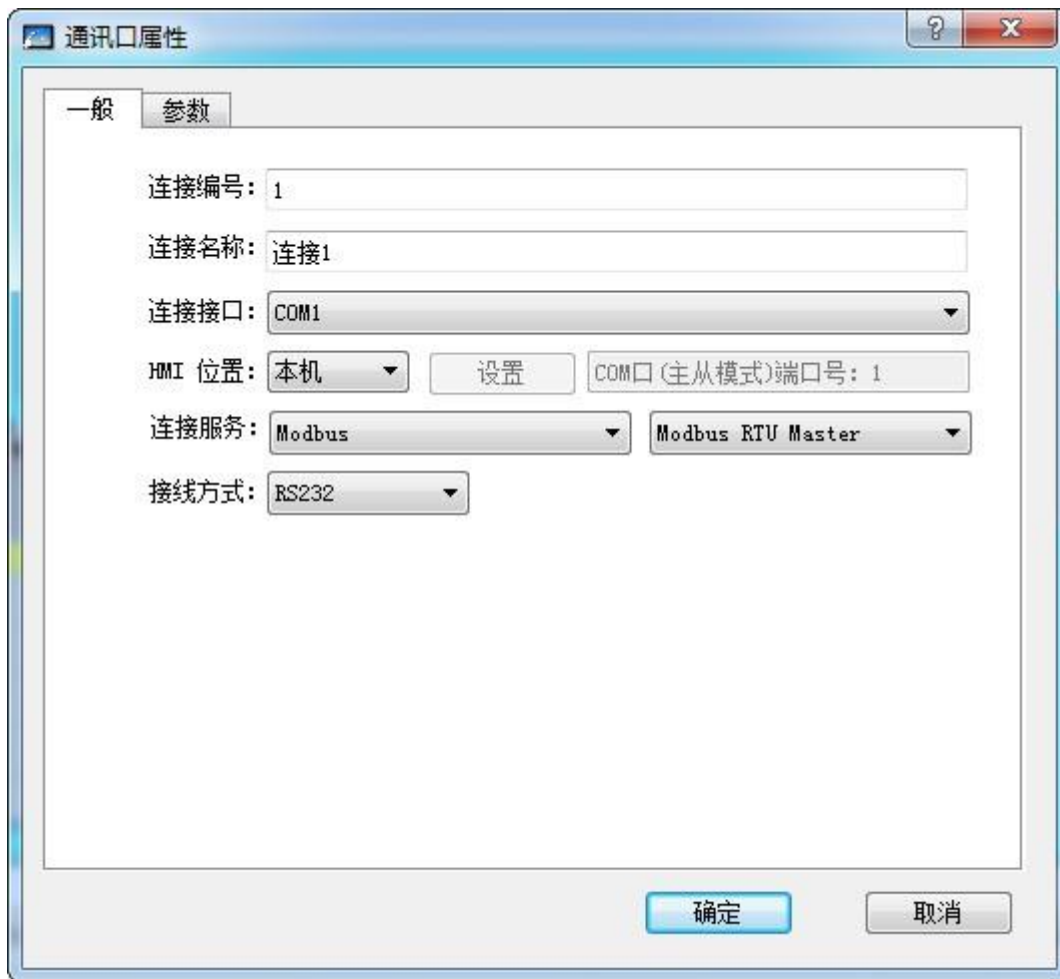 通讯口属性
一般 参数
连接编号: 1
连接名称: 连接1
连接接口: COM1
HMI 位置: 本机 设置 COM口(主从模式)端口号: 1
连接服务: Modbus Modbus RTU Master
接线方式: RS232
确定 取消